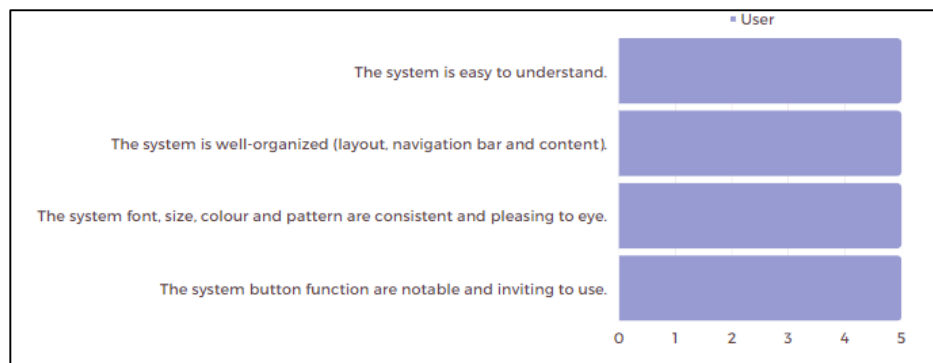 User
The system is easy to understand.
The system is well-organized (layout, navigation bar and content).
The system font, size, colour and pattern are consistent and pleasing to eye.
The system button function are notable and inviting to use.
0 1 2 3 4 5